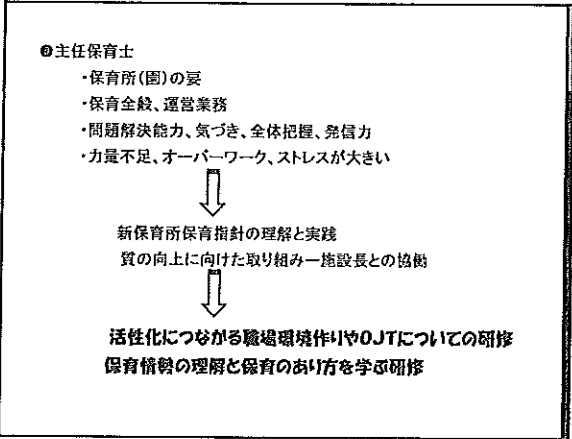 ❸主任保育士
・保育所(園)の要
・保育全般、運営業務
・問題解決能力、気づき、全体把握、発信力
・力量不足、オーバーワーク、ストレスが大きい
新保育所保育指針の理解と実践
質の向上に向けた取り組みー施設長との協働
活性化につながる職場環境作りやOJTについての研修
保育情勢の理解と保育のあり方を学ぶ研修